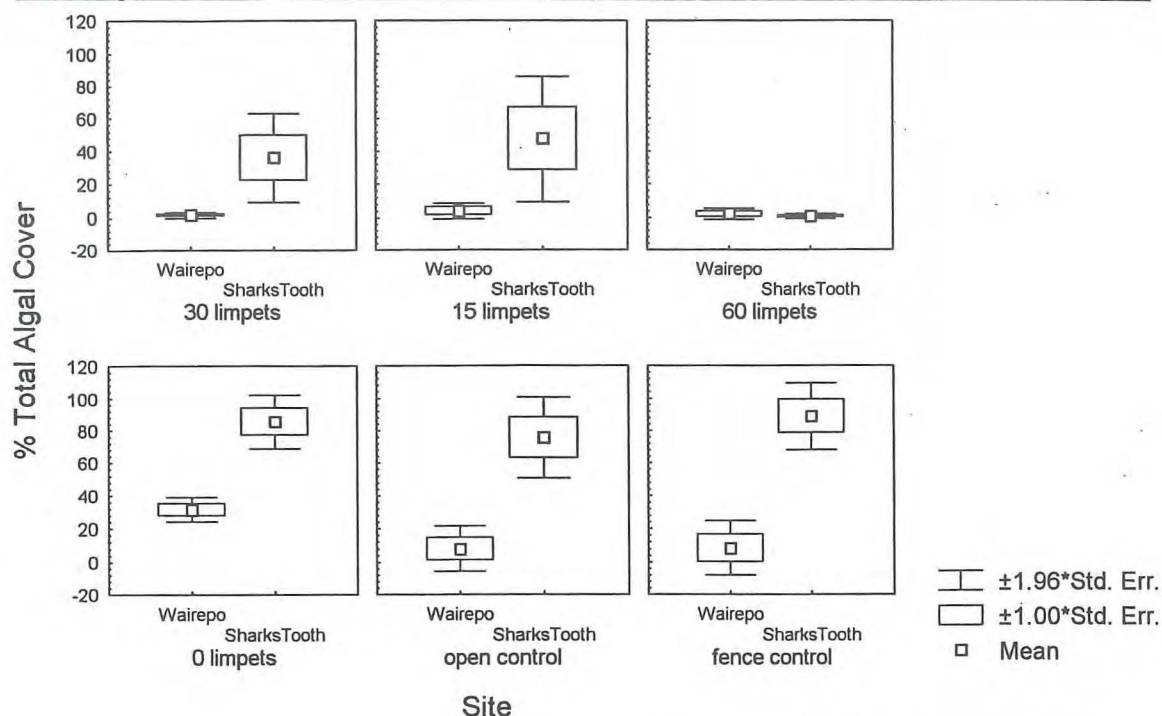 % Total Algal Cover
120
100
80
60
40
20
0
-20
Wairepo
SharksTooth
30 limpets
Wairepo
SharksTooth
15 limpets
Wairepo
SharksTooth
60 limpets
120
100
80
60
40
20
0
-20
Wairepo
SharksTooth
0 limpets
Wairepo
SharksTooth
open control
Wairepo
SharksTooth
fence control
±1.96*Std. Err.
±1.00*Std. Err.
Mean
Site